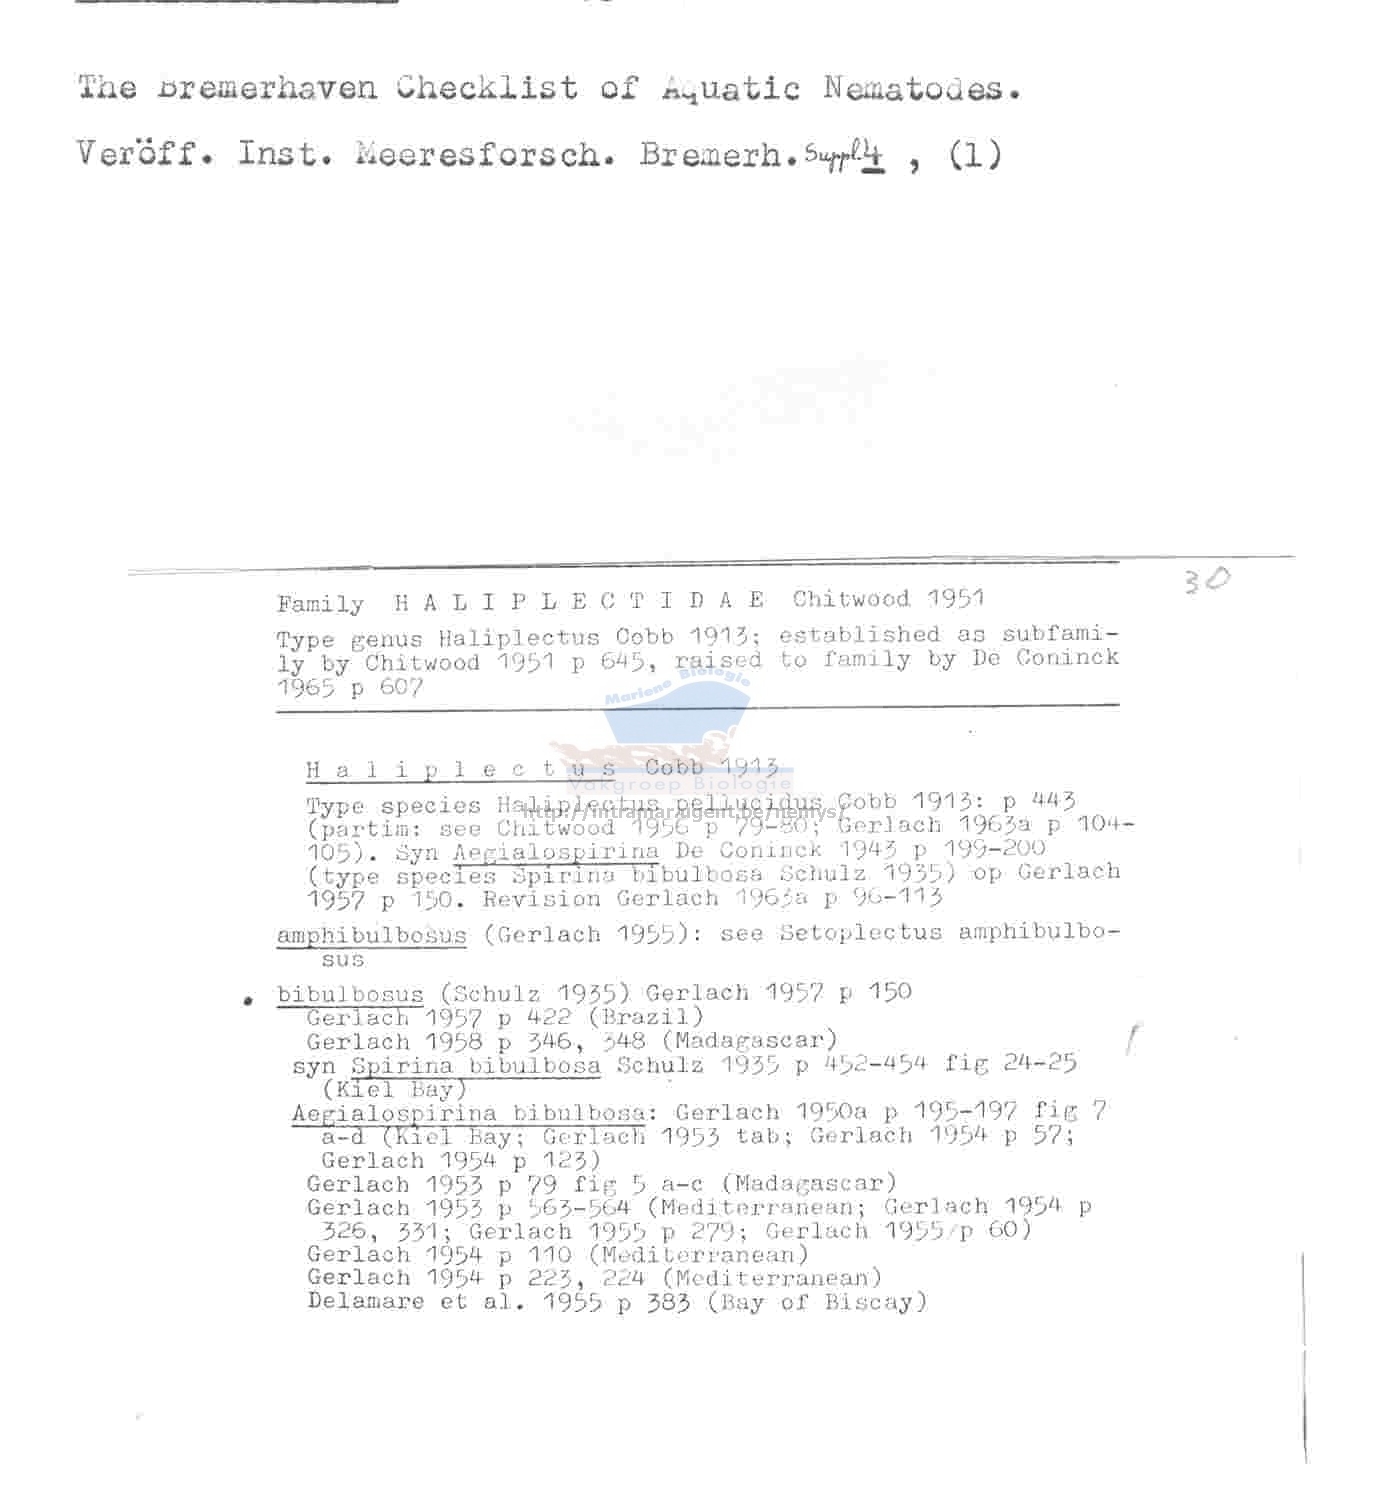 The Bremerhaven Checklist of Aquatic Nematodes.
Veröff. Inst. Meeresforsch. Bremerh. Suppl. 4 , (1)
30
Family H A L I P L E C T I D A E Chitwood 1951
Type genus Haliplectus Cobb 1913; established as subfami-
ly by Chitwood 1951 p 645, raised to family by De Coninck
1965 p 607
Mariene Biologie
H a l i p l e c t u s Cobb 1913
Vakgroep Biologie
Type species Haliplectus pellucidus Cobb 1913: p 443
http://intramar.ugent.be/nemys/
(partim: see Chitwood 1956 p 79-80; Gerlach 1963a p 104-
105). Syn Aegialospirina De Coninck 1943 p 199-200
(type species Spirina bibulbosa Schulz 1935) op Gerlach
1957 p 150. Revision Gerlach 1963a p 96-113
amphibulbosus (Gerlach 1955): see Setoplectus amphibulbo-
sus
• bibulbosus (Schulz 1935) Gerlach 1957 p 150
Gerlach 1957 p 422 (Brazil)
Gerlach 1958 p 346, 348 (Madagascar)
syn Spirina bibulbosa Schulz 1935 p 452-454 fig 24-25
(Kiel Bay)
Aegialospirina bibulbosa: Gerlach 1950a p 195-197 fig 7
a-d (Kiel Bay; Gerlach 1953 tab; Gerlach 1954 p 57;
Gerlach 1954 p 123)
Gerlach 1953 p 79 fig 5 a-c (Madagascar)
Gerlach 1953 p 563-564 (Mediterranean; Gerlach 1954 p
326, 331; Gerlach 1955 p 279; Gerlach 1955 p 60)
Gerlach 1954 p 110 (Mediterranean)
Gerlach 1954 p 223, 224 (Mediterranean)
Delamare et al. 1955 p 383 (Bay of Biscay)